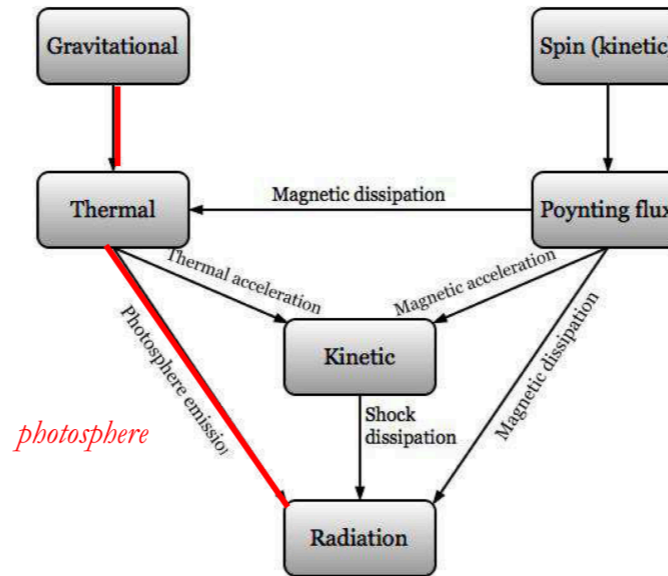 Gravitational
Spin (kinetic)
Thermal
Magnetic dissipation
Poynting flux
Thermal acceleration
Magnetic acceleration
Photosphere emission
Kinetic
Magnetic dissipation
photosphere
Shock
dissipation
Radiation